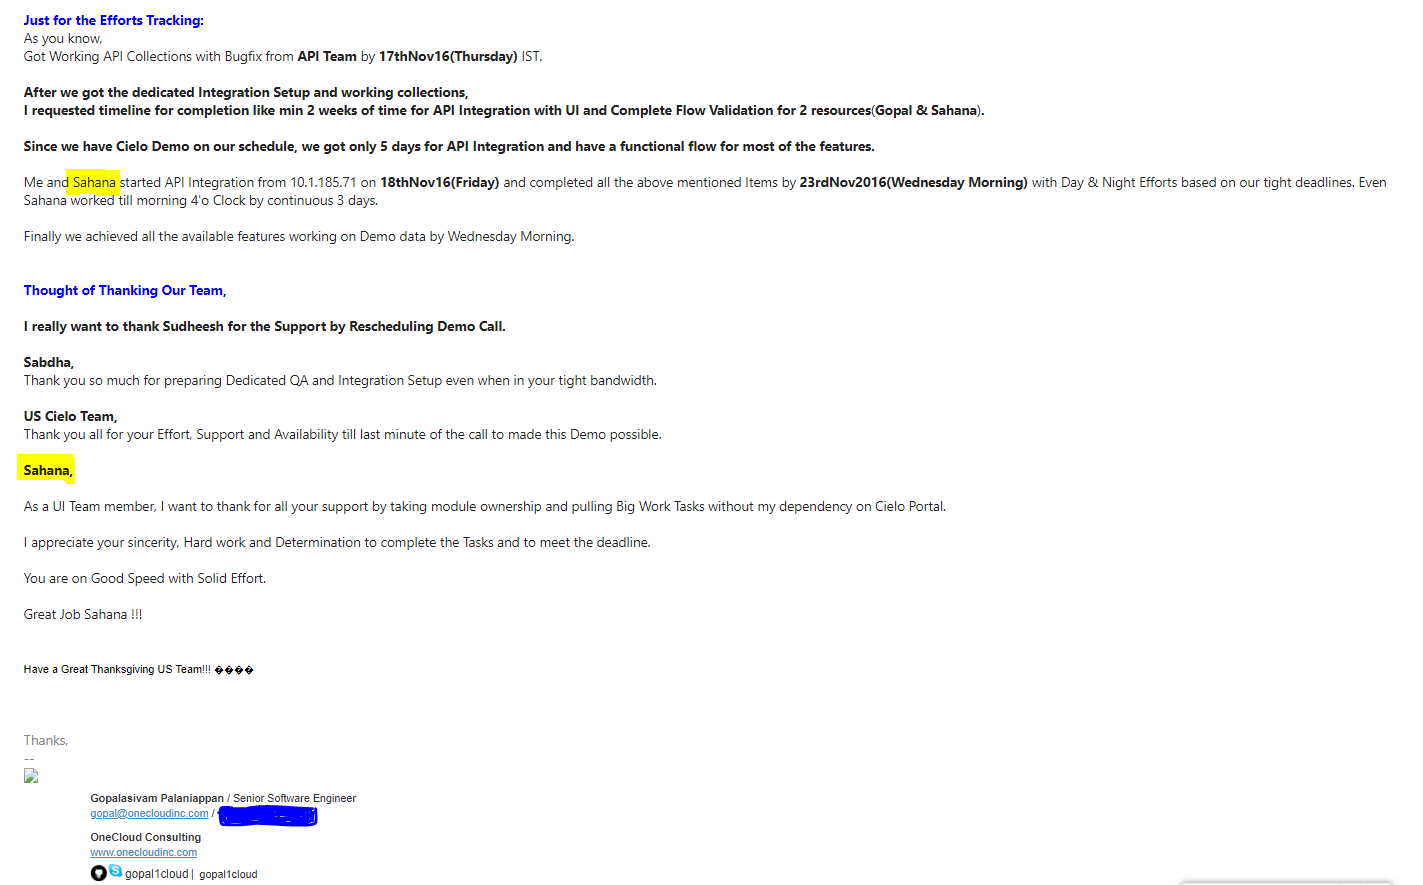 Just for the Efforts Tracking:
As you know,
Got Working API Collections with Bugfix from API Team by 17thNov16(Thursday) IST.
After we got the dedicated Integration Setup and working collections,
I requested timeline for completion like min 2 weeks of time for API Integration with UI and Complete Flow Validation for 2 resources(Gopal & Sahana).
Since we have Cielo Demo on our schedule, we got only 5 days for API Integration and have a functional flow for most of the features.
Me and Sahana started API Integration from 10.1.185.71 on 18thNov16(Friday) and completed all the above mentioned Items by 23rdNov2016(Wednesday Morning) with Day & Night Efforts based on our tight deadlines. Even
Sahana worked till morning 4'o Clock by continuous 3 days.
Finally we achieved all the available features working on Demo data by Wednesday Morning.
Thought of Thanking Our Team,
I really want to thank Sudheesh for the Support by Rescheduling Demo Call.
Sabdha,
Thank you so much for preparing Dedicated QA and Integration Setup even when in your tight bandwidth.
US Cielo Team,
Thank you all for your Effort, Support and Availability till last minute of the call to made this Demo possible.
Sahana,
As a UI Team member, I want to thank for all your support by taking module ownership and pulling Big Work Tasks without my dependency on Cielo Portal.
I appreciate your sincerity, Hard work and Determination to complete the Tasks and to meet the deadline.
You are on Good Speed with Solid Effort.
Great Job Sahana !!!
Have a Great Thanksgiving US Team!!! ����
Thanks,
--
Gopalasivam Palaniappan / Senior Software Engineer
gopal@onecloudinc.com /
OneCloud Consulting
www.onecloudinc.com
gopal1cloud | gopal1cloud